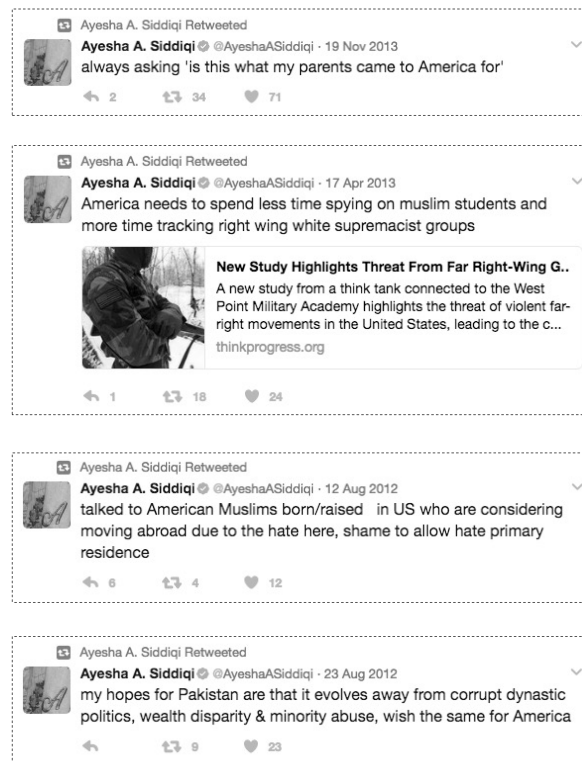 Ayesha A. Siddiqi Retweeted
Ayesha A. Siddiqi @AyeshaASiddiqi · 19 Nov 2013
always asking 'is this what my parents came to America for'
2 34 71
Ayesha A. Siddiqi Retweeted
Ayesha A. Siddiqi @AyeshaASiddiqi · 17 Apr 2013
America needs to spend less time spying on muslim students and
more time tracking right wing white supremacist groups
New Study Highlights Threat From Far Right-Wing G..
A new study from a think tank connected to the West
Point Military Academy highlights the threat of violent far-
right movements in the United States, leading to the c...
thinkprogress.org
1 18 24
Ayesha A. Siddiqi Retweeted
Ayesha A. Siddiqi @AyeshaASiddiqi · 12 Aug 2012
talked to American Muslims born/raised in US who are considering
moving abroad due to the hate here, shame to allow hate primary
residence
6 4 12
Ayesha A. Siddiqi Retweeted
Ayesha A. Siddiqi @AyeshaASiddiqi · 23 Aug 2012
my hopes for Pakistan are that it evolves away from corrupt dynastic
politics, wealth disparity & minority abuse, wish the same for America
9 23